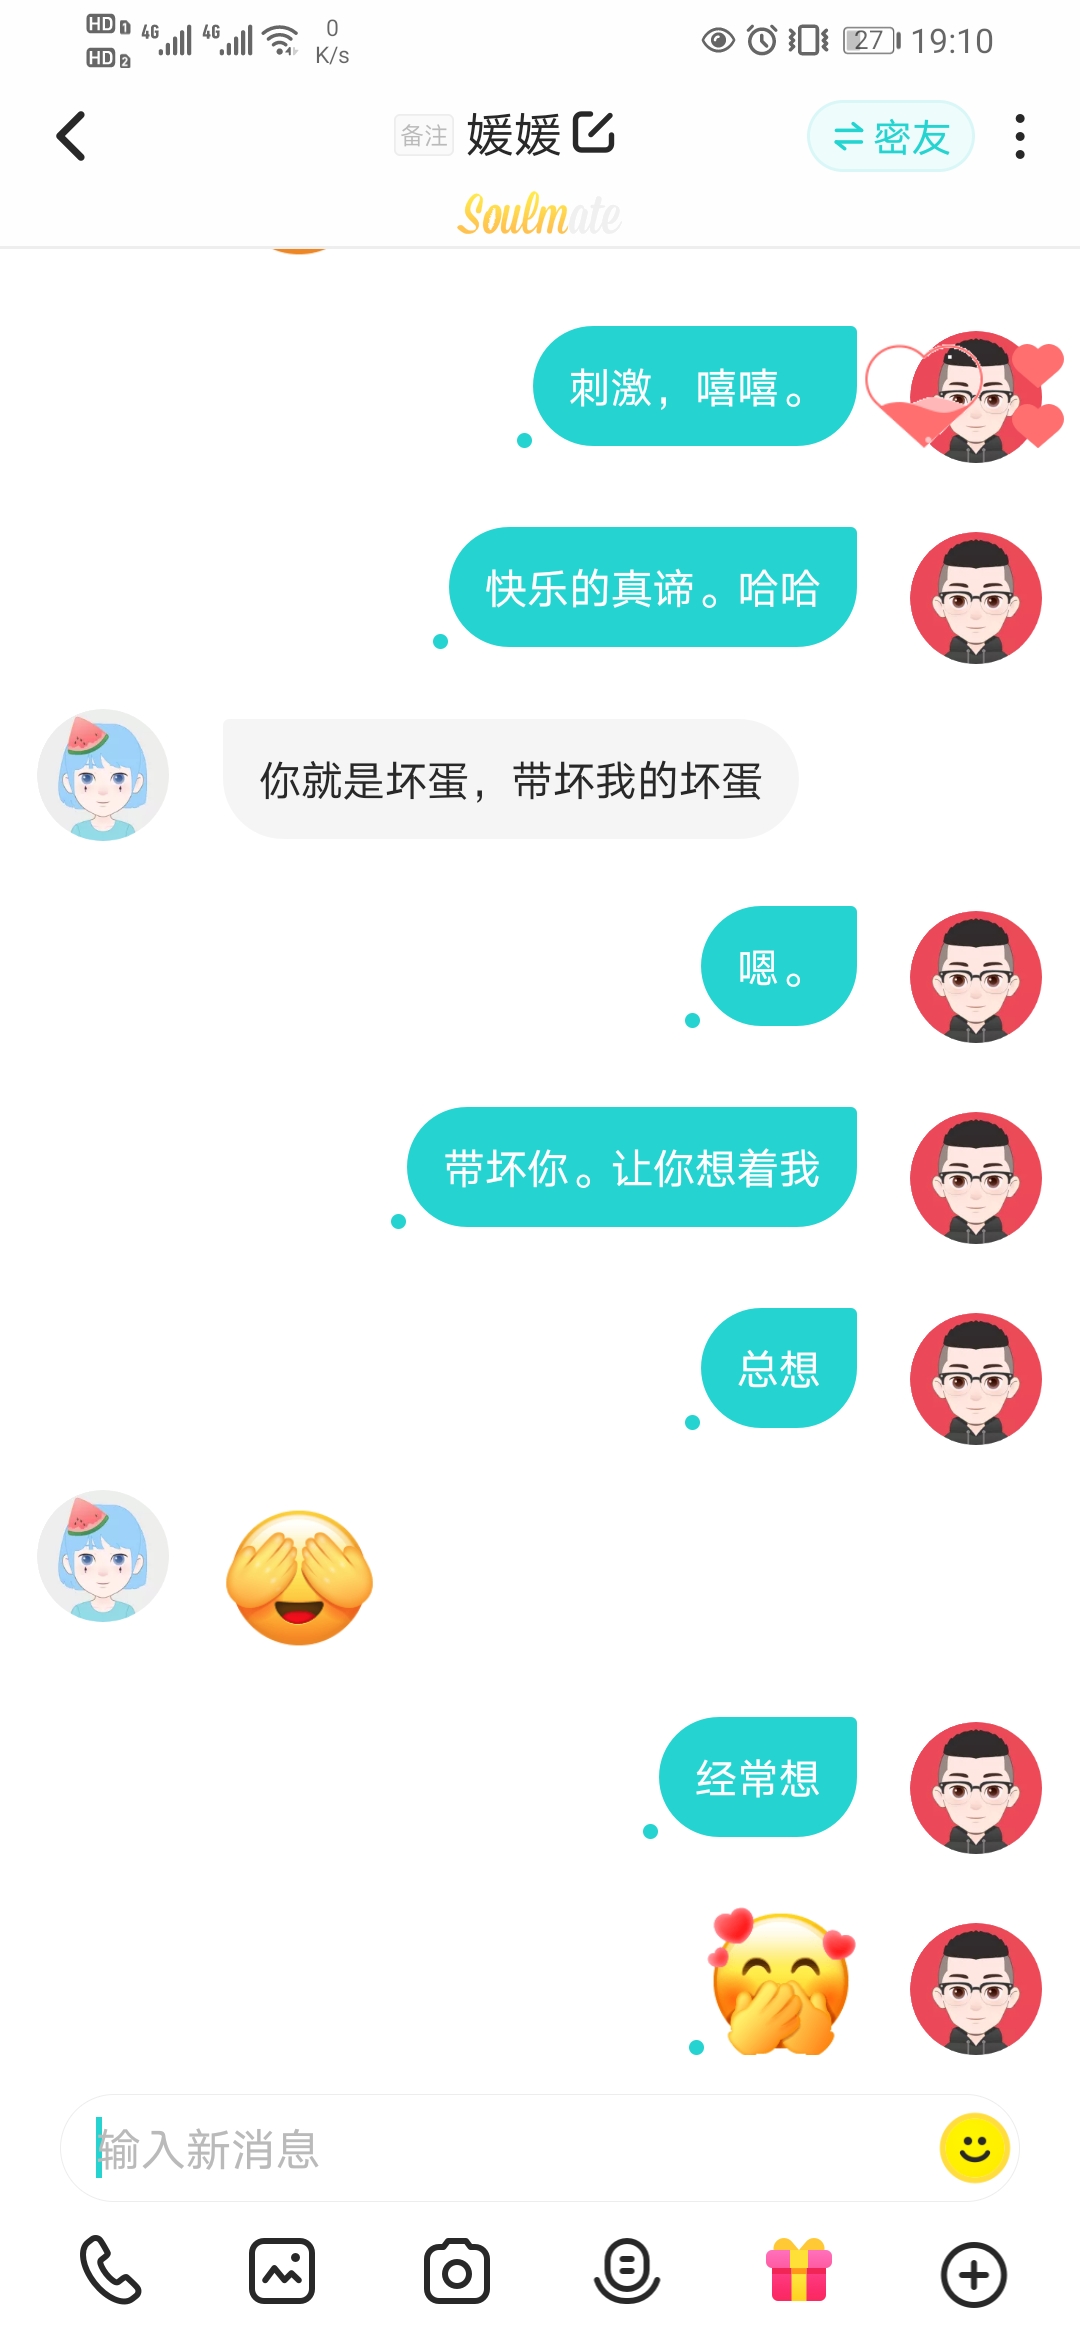 HD 1 4G 4G 0
HD 2 K/s
27 19:10
备注 媛媛 密友
Soulmate
刺激，嘻嘻。
快乐的真谛。哈哈
你就是坏蛋，带坏我的坏蛋
嗯。
带坏你。让你想着我
总想
经常想
输入新消息